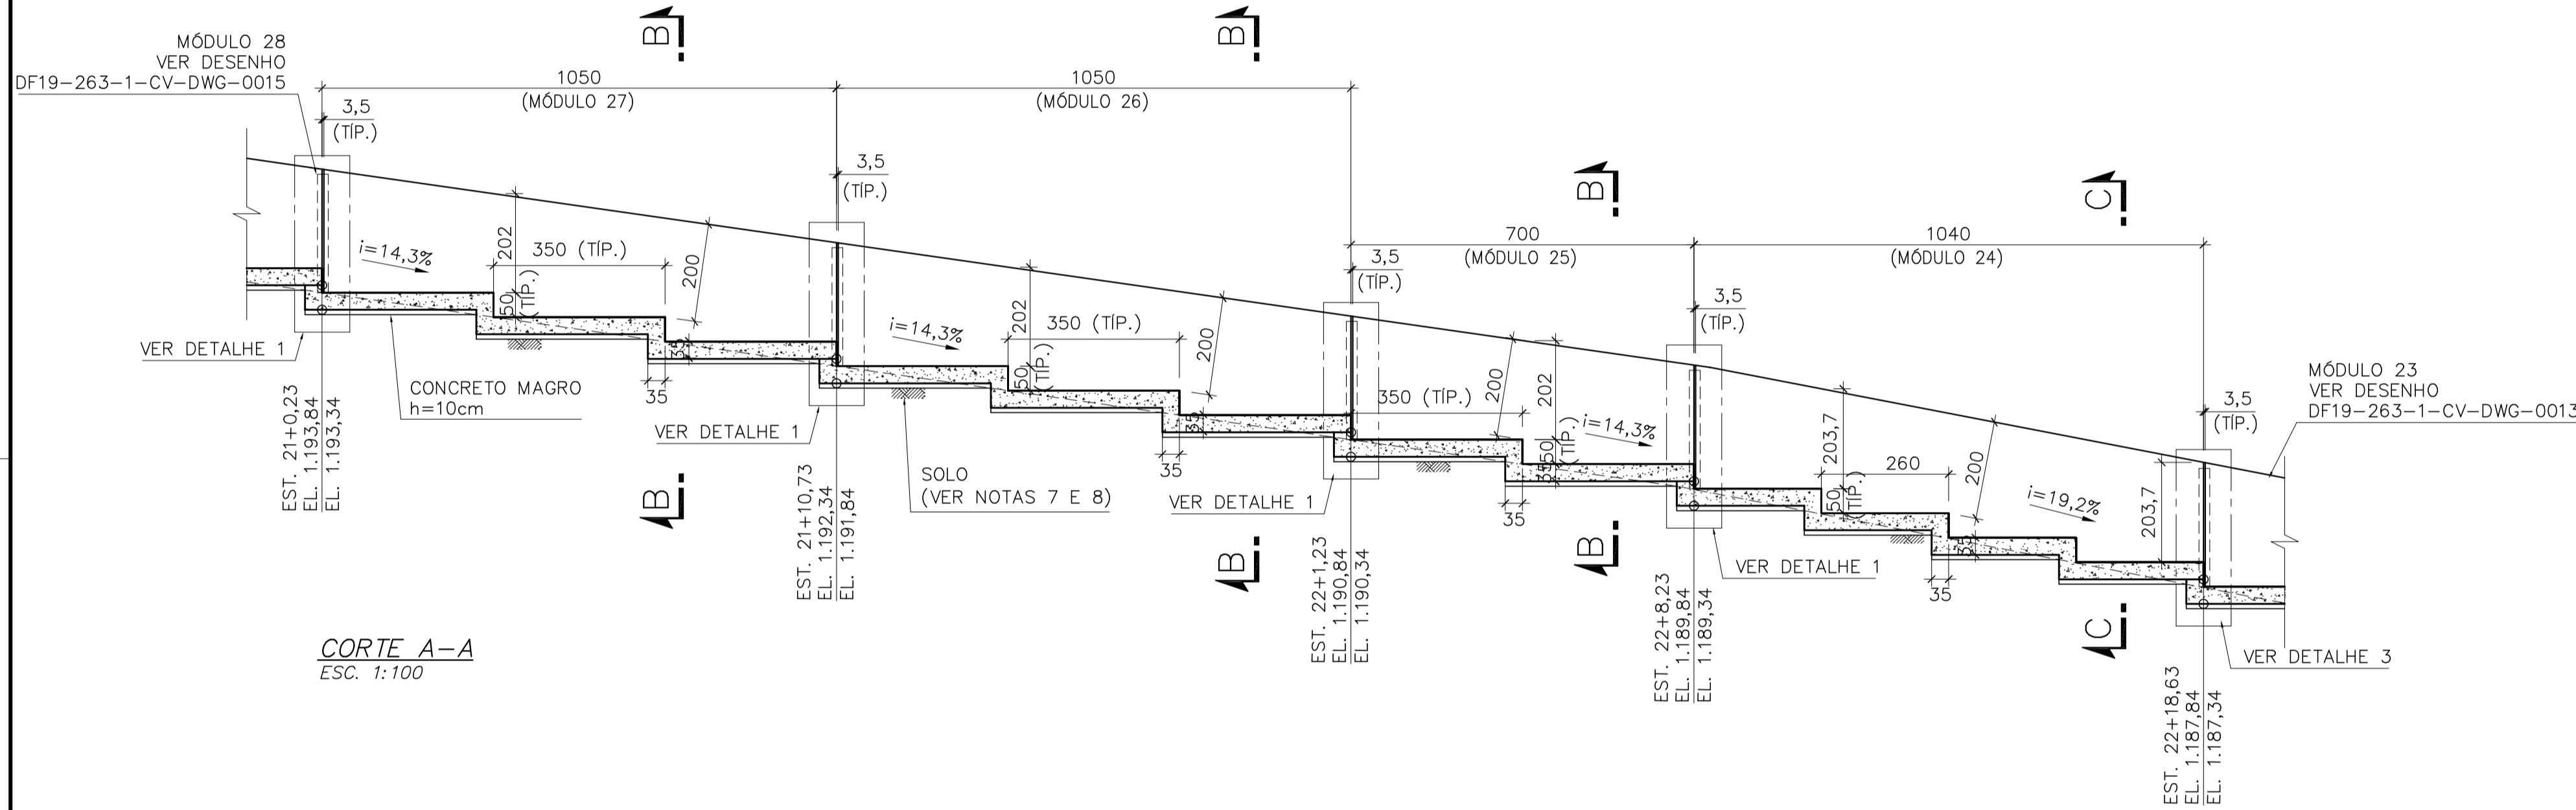 MÓDULO 28
VER DESENHO
DF19-263-1-CV-DWG-0015
B
B
1050
(MÓDULO 27)
1050
(MÓDULO 26)
3,5
(TÍP.)
3,5
(TÍP.)
B
C
700
(MÓDULO 25)
1040
(MÓDULO 24)
3,5
(TÍP.)
3,5
(TÍP.)
3,5
(TÍP.)
MÓDULO 23
VER DESENHO
DF19-263-1-CV-DWG-0013
i=14,3%
202
50
(TÍP.)
350 (TÍP.)
200
35
35
i=14,3%
202
50
(TÍP.)
350 (TÍP.)
200
35
35
350 (TÍP.)
200
202
50
(TÍP.)
35
35
i=14,3%
203,7
50
(TÍP.)
260
200
35
35
i=19,2%
203,7
VER DETALHE 1
CONCRETO MAGRO
h=10cm
VER DETALHE 1
SOLO
(VER NOTAS 7 E 8)
VER DETALHE 1
VER DETALHE 1
VER DETALHE 3
EST. 21+0,23
EL. 1.193,84
EL. 1.193,34
EST. 21+10,73
EL. 1.192,34
EL. 1.191,84
EST. 22+1,23
EL. 1.190,84
EL. 1.190,34
EST. 22+8,23
EL. 1.189,84
EL. 1.189,34
EST. 22+18,63
EL. 1.187,84
EL. 1.187,34
B
B
B
C
CORTE A-A
ESC. 1:100